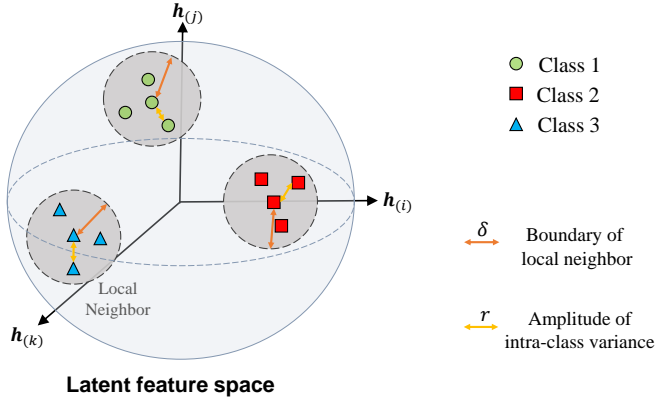 𝒉(𝑗)
Class 1
Class 2
Class 3
𝒉(𝑖)
δ
Boundary of
local neighbor
Local
Neighbor
𝒉(𝑘)
r
Amplitude of
intra-class variance
Latent feature space